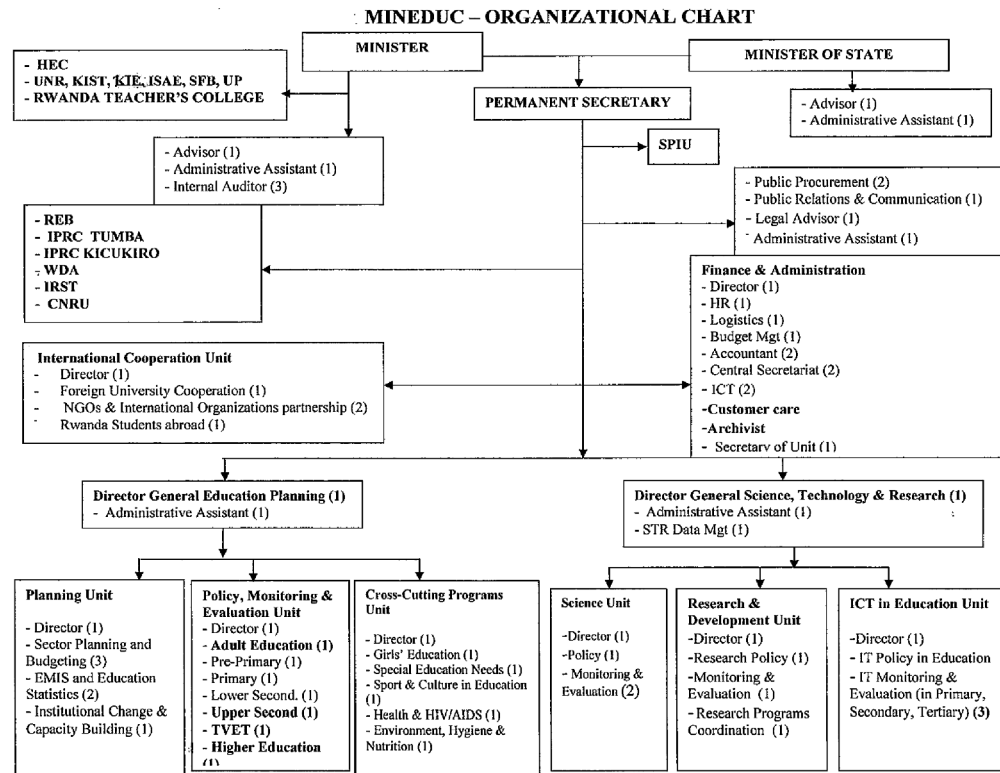 MINEDUC – ORGANIZATIONAL CHART
MINISTER
MINISTER OF STATE
- HEC
- UNR, KIST, KIE, ISAE, SFB, UP
- RWANDA TEACHER'S COLLEGE
PERMANENT SECRETARY
- Advisor (1)
- Administrative Assistant (1)
SPIU
- Advisor (1)
- Administrative Assistant (1)
- Internal Auditor (3)
- Public Procurement (2)
- Public Relations & Communication (1)
- Legal Advisor (1)
- Administrative Assistant (1)
- REB
- IPRC TUMBA
- IPRC KICUKIRO
- WDA
- IRST
- CNRU
Finance & Administration
- Director (1)
- HR (1)
- Logistics (1)
- Budget Mgt (1)
- Accountant (2)
- Central Secretariat (2)
- ICT (2)
-Customer care
-Archivist
- Secretary of Unit (1)
International Cooperation Unit
- Director (1)
- Foreign University Cooperation (1)
- NGOs & International Organizations partnership (2)
- Rwanda Students abroad (1)
Director General Education Planning (1)
- Administrative Assistant (1)
Director General Science, Technology & Research (1)
- Administrative Assistant (1)
- STR Data Mgt (1)
Planning Unit
- Director (1)
- Sector Planning and
Budgeting (3)
- EMIS and Education
Statistics (2)
- Institutional Change &
Capacity Building (1)
Policy, Monitoring &
Evaluation Unit
- Director (1)
- Adult Education (1)
- Pre-Primary (1)
- Primary (1)
- Lower Second. (1)
- Upper Second (1)
- TVET (1)
- Higher Education
(1)
Cross-Cutting Programs
Unit
- Director (1)
- Girls' Education (1)
- Special Education Needs (1)
- Sport & Culture in Education
(1)
- Health & HIV/AIDS (1)
- Environment, Hygiene &
Nutrition (1)
Science Unit
-Director (1)
-Policy (1)
- Monitoring &
Evaluation (2)
Research &
Development Unit
- Director (1)
- Research Policy (1)
- Monitoring &
Evaluation (1)
- Research Programs
Coordination (1)
ICT in Education Unit
- Director (1)
- IT Policy in Education
- IT Monitoring &
Evaluation (in Primary,
Secondary, Tertiary) (3)